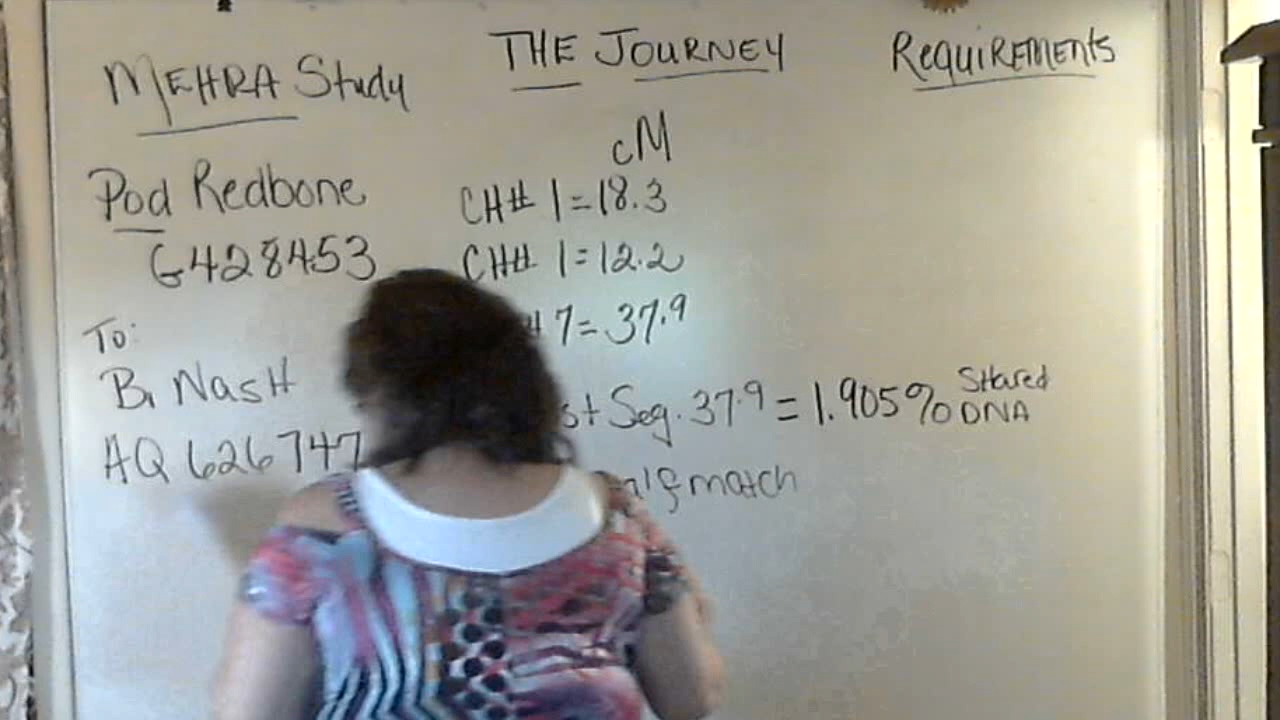 MEHRA Study
THE JOURNEY
REQUIREMENTS
Pod Redbone
G428453
To:
B. Nash
AQ 626747
cM
CH# 1=18.3
CH# 1=12.2
7= 37.9
st Seg. 37.9 = 1.905% Shared DNA
match